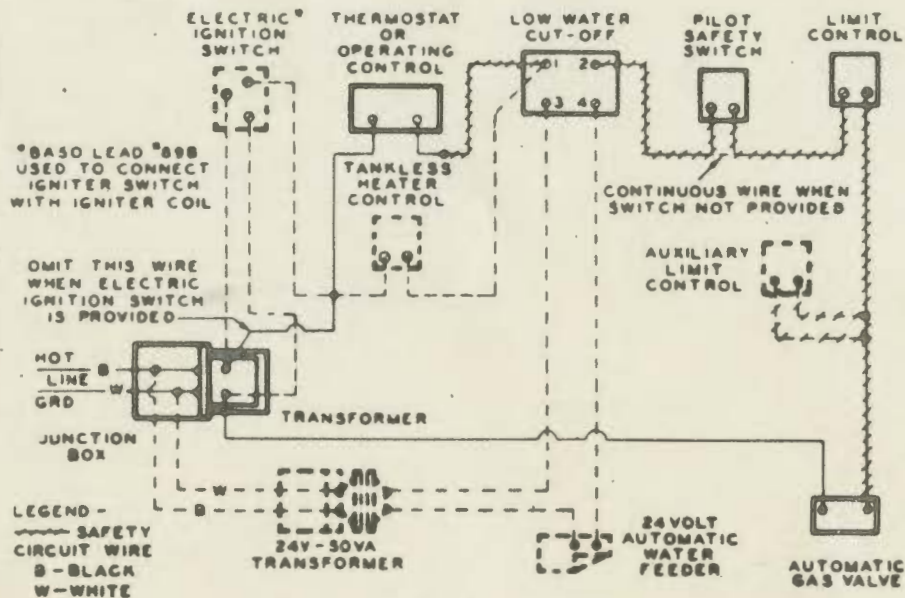 ELECTRIC*
IGNITION
SWITCH
THERMOSTAT
OR
OPERATING
CONTROL
LOW WATER
CUT-OFF
PILOT
SAFETY
SWITCH
LIMIT
CONTROL
1 2
3 4
*BASO LEAD #89B
USED TO CONNECT
IGNITER SWITCH
WITH IGNITER COIL
TANKLESS
HEATER
CONTROL
CONTINUOUS WIRE WHEN
SWITCH NOT PROVIDED
OMIT THIS WIRE
WHEN ELECTRIC
IGNITION SWITCH
IS PROVIDED
AUXILIARY
LIMIT
CONTROL
HOT B
LINE
GRD W
TRANSFORMER
JUNCTION
BOX
W
B
24V-50VA
TRANSFORMER
24 VOLT
AUTOMATIC
WATER
FEEDER
AUTOMATIC
GAS VALVE
LEGEND-
SAFETY
CIRCUIT WIRE
B-BLACK
W-WHITE